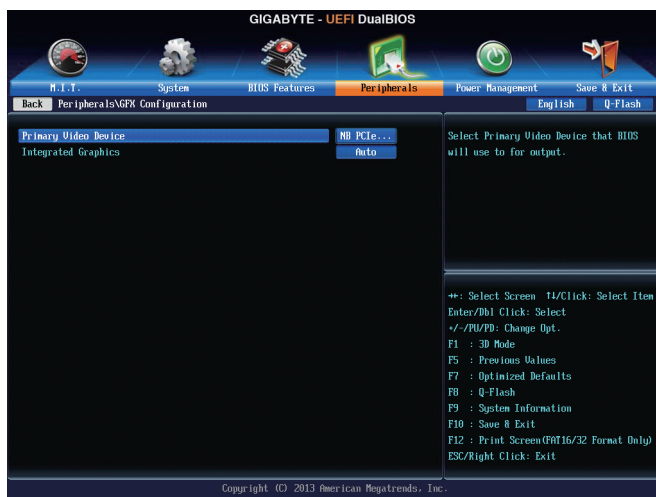 GIGABYTE - UEFI DualBIOS
M.I.T. System BIOS Features Peripherals Power Management Save & Exit
Back Peripherals\GFX Configuration English Q-Flash
Primary Video Device NB PCIe...
Integrated Graphics Auto
Select Primary Video Device that BIOS
will use to for output.
→←: Select Screen ↑↓/Click: Select Item
Enter/Dbl Click: Select
+/-/PU/PD: Change Opt.
F1 : 3D Mode
F5 : Previous Values
F7 : Optimized Defaults
F8 : Q-Flash
F9 : System Information
F10 : Save & Exit
F12 : Print Screen(FAT16/32 Format Only)
ESC/Right Click: Exit
Copyright (C) 2013 American Megatrends, Inc.